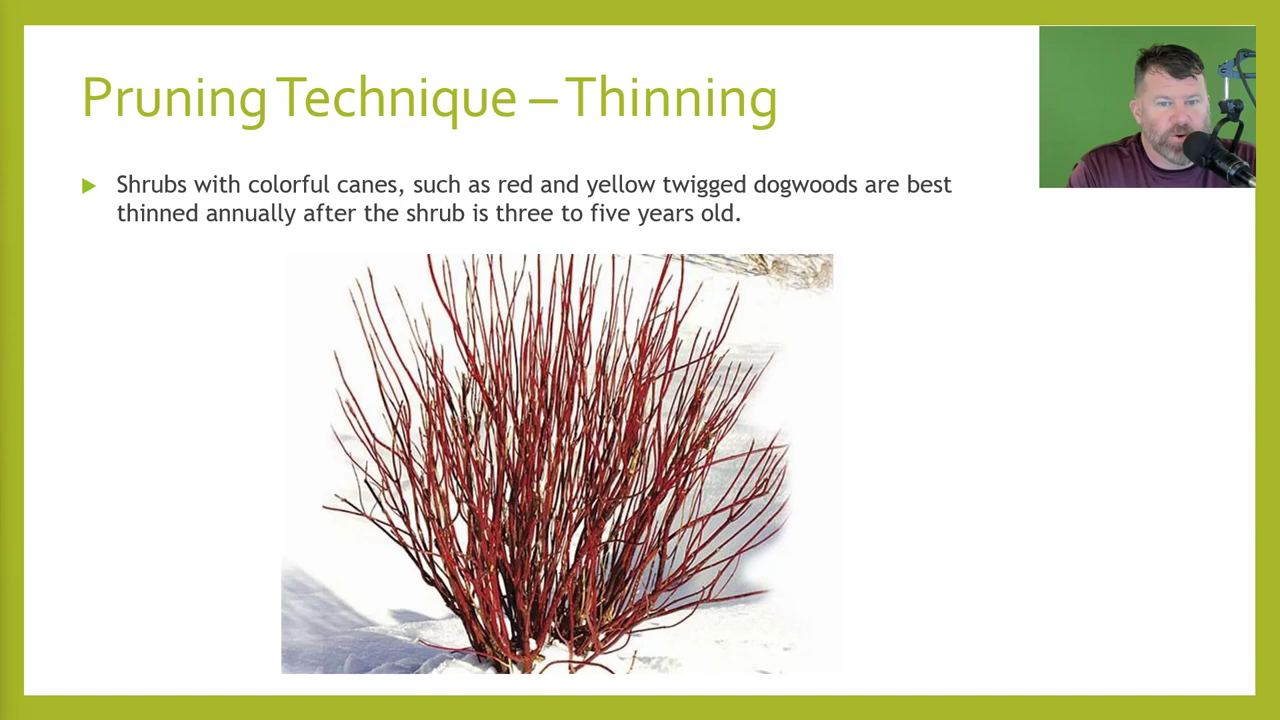 Pruning Technique – Thinning
Shrubs with colorful canes, such as red and yellow twigged dogwoods are best
thinned annually after the shrub is three to five years old.